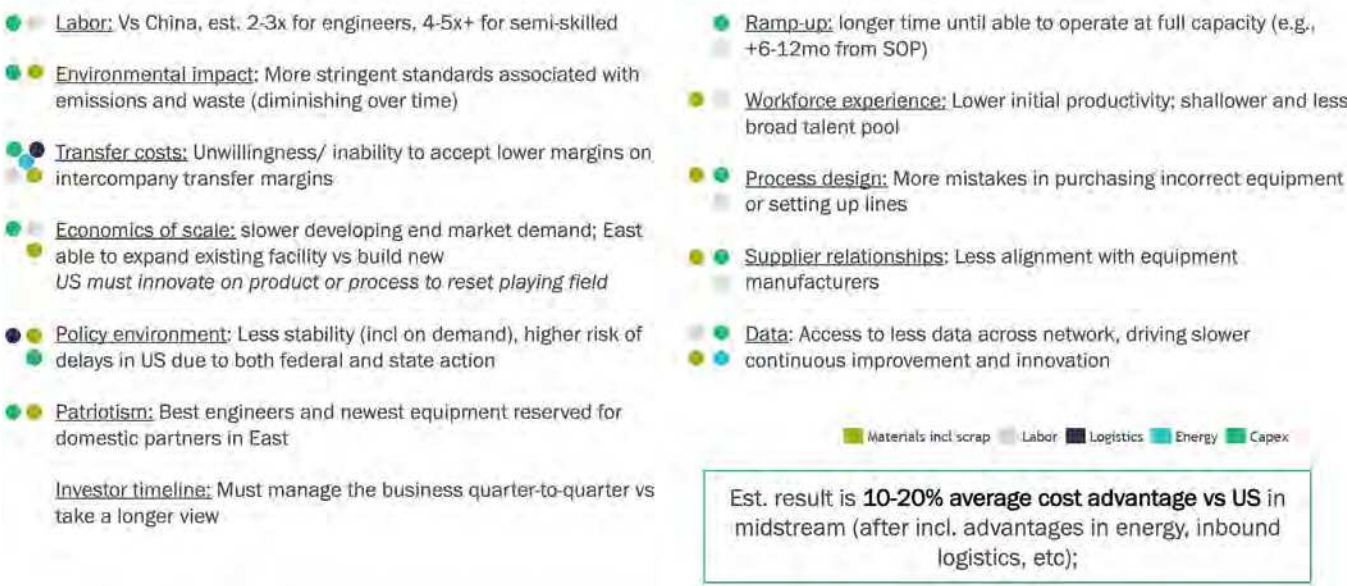 Labor: Vs China, est. 2-3x for engineers, 4-5x+ for semi-skilled
Environmental impact: More stringent standards associated with
emissions and waste (diminishing over time)
Transfer costs: Unwillingness/ inability to accept lower margins on
intercompany transfer margins
Economics of scale: slower developing end market demand; East
able to expand existing facility vs build new
US must innovate on product or process to reset playing field
Policy environment: Less stability (incl on demand), higher risk of
delays in US due to both federal and state action
Patriotism: Best engineers and newest equipment reserved for
domestic partners in East
Investor timeline: Must manage the business quarter-to-quarter vs
take a longer view
Ramp-up: longer time until able to operate at full capacity (e.g.,
+6-12mo from SOP)
Workforce experience: Lower initial productivity; shallower and less
broad talent pool
Process design: More mistakes in purchasing incorrect equipment
or setting up lines
Supplier relationships: Less alignment with equipment
manufacturers
Data: Access to less data across network, driving slower
continuous improvement and innovation
Materials incl scrap Labor Logistics Energy Capex
Est. result is 10-20% average cost advantage vs US in
midstream (after incl. advantages in energy, inbound
logistics, etc);